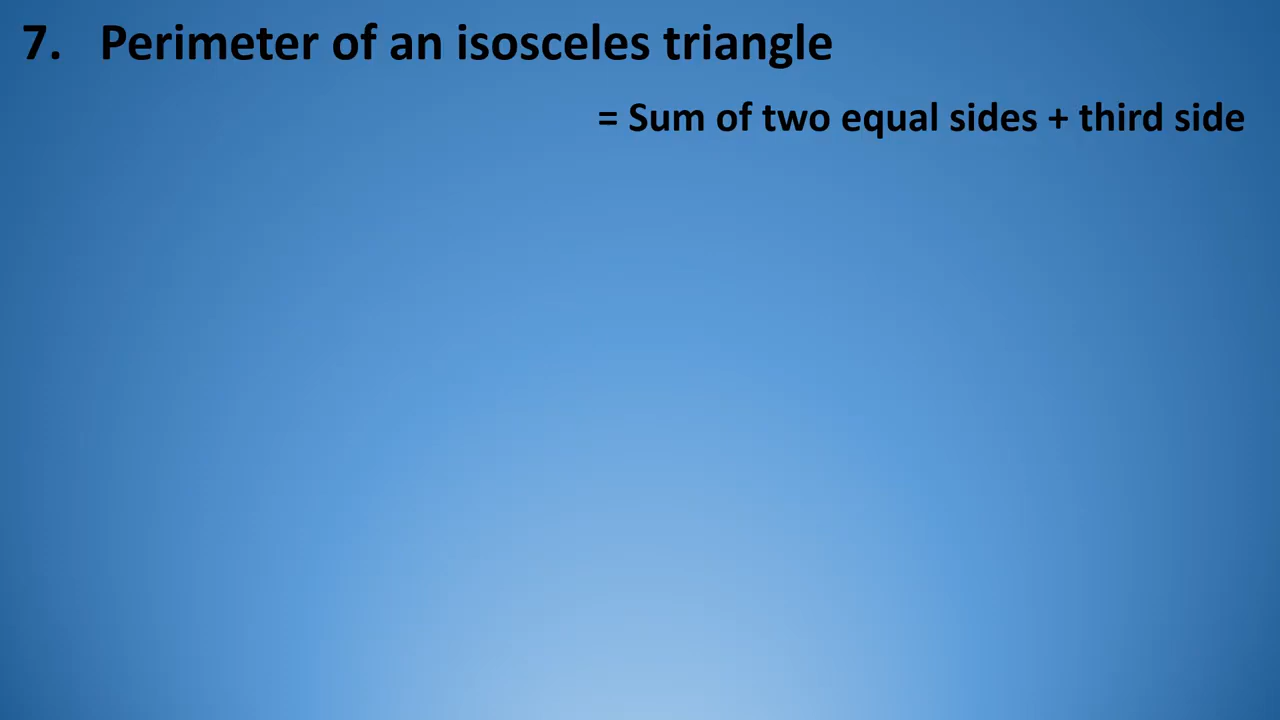 7. Perimeter of an isosceles triangle
= Sum of two equal sides + third side